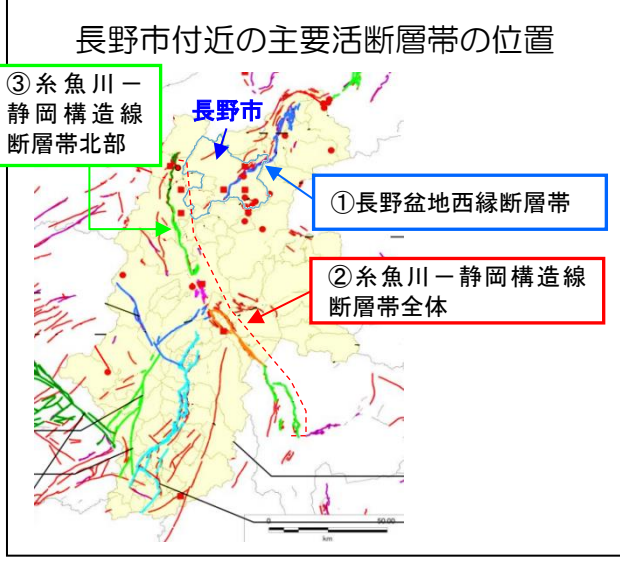 長野市付近の主要活断層帯の位置
③糸魚川－
静岡構造線
断層帯北部
長野市
①長野盆地西縁断層帯
②糸魚川－静岡構造線
断層帯全体
0
50.00
km